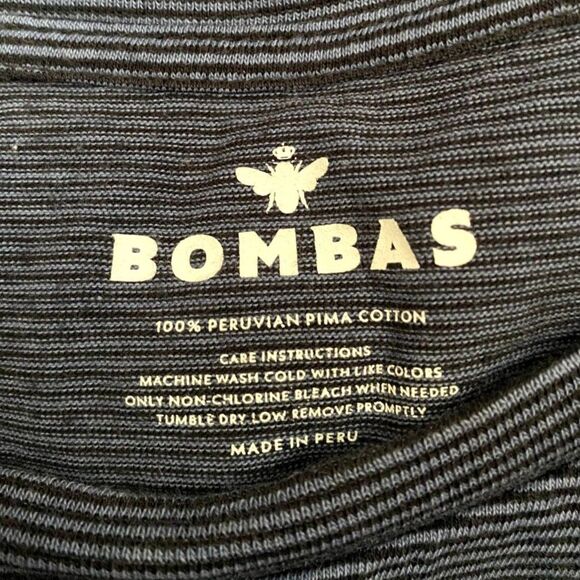 BOMBAS
100% PERUVIAN PIMA COTTON
CARE INSTRUCTIONS
MACHINE WASH COLD WITH LIKE COLORS
ONLY NON-CHLORINE BLEACH WHEN NEEDED
TUMBLE DRY LOW REMOVE PROMPTLY
MADE IN PERU